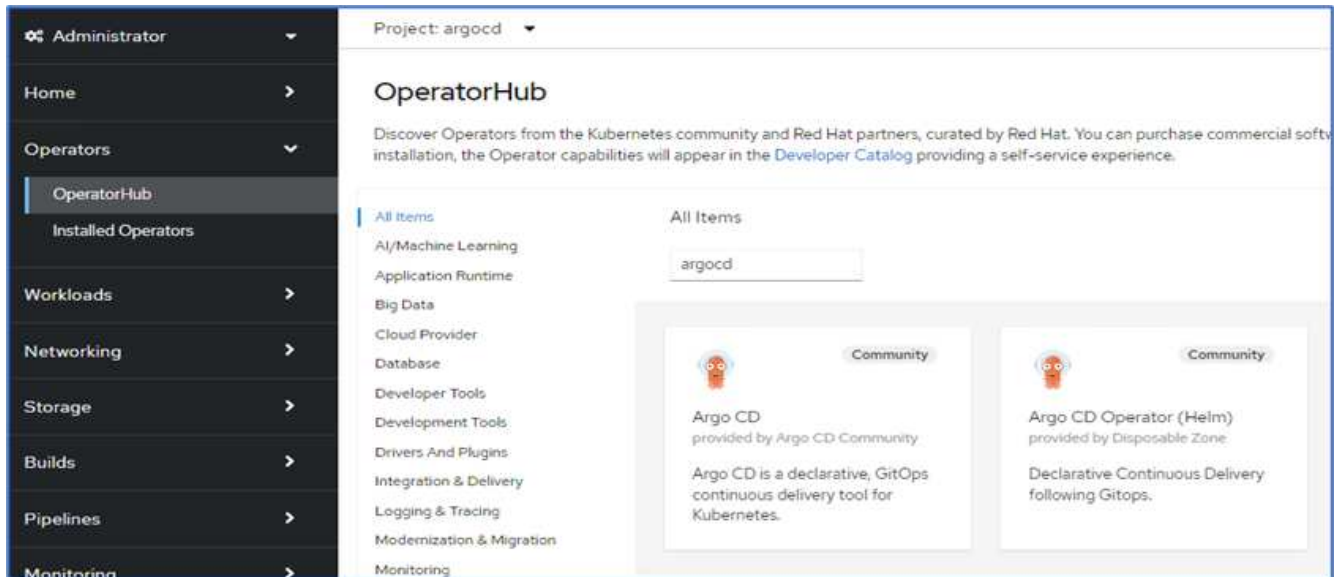 Administrator
Home
Operators
OperatorHub
Installed Operators
Workloads
Networking
Storage
Builds
Pipelines
Monitoring
Project: argocd
OperatorHub
Discover Operators from the Kubernetes community and Red Hat partners, curated by Red Hat. You can purchase commercial softw
installation, the Operator capabilities will appear in the Developer Catalog providing a self-service experience.
All Items
AI/Machine Learning
Application Runtime
Big Data
Cloud Provider
Database
Developer Tools
Development Tools
Drivers And Plugins
Integration & Delivery
Logging & Tracing
Modernization & Migration
Monitoring
All Items
argocd
Community
Argo CD
provided by Argo CD Community
Argo CD is a declarative, GitOps
continuous delivery tool for
Kubernetes.
Community
Argo CD Operator (Helm)
provided by Disposable Zone
Declarative Continuous Delivery
following Gitops.